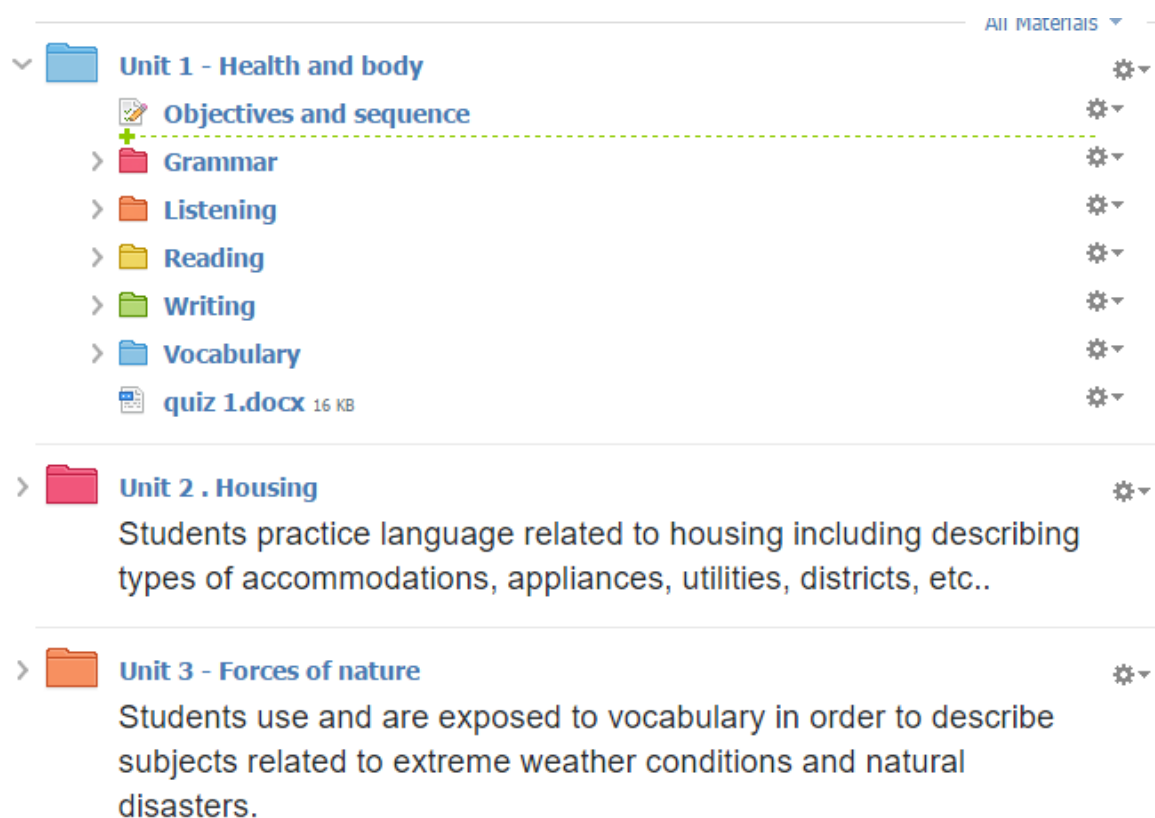 All Materials
Unit 1 - Health and body
Objectives and sequence
Grammar
Listening
Reading
Writing
Vocabulary
quiz 1.docx 16 KB
Unit 2 . Housing
Students practice language related to housing including describing
types of accommodations, appliances, utilities, districts, etc..
Unit 3 - Forces of nature
Students use and are exposed to vocabulary in order to describe
subjects related to extreme weather conditions and natural
disasters.